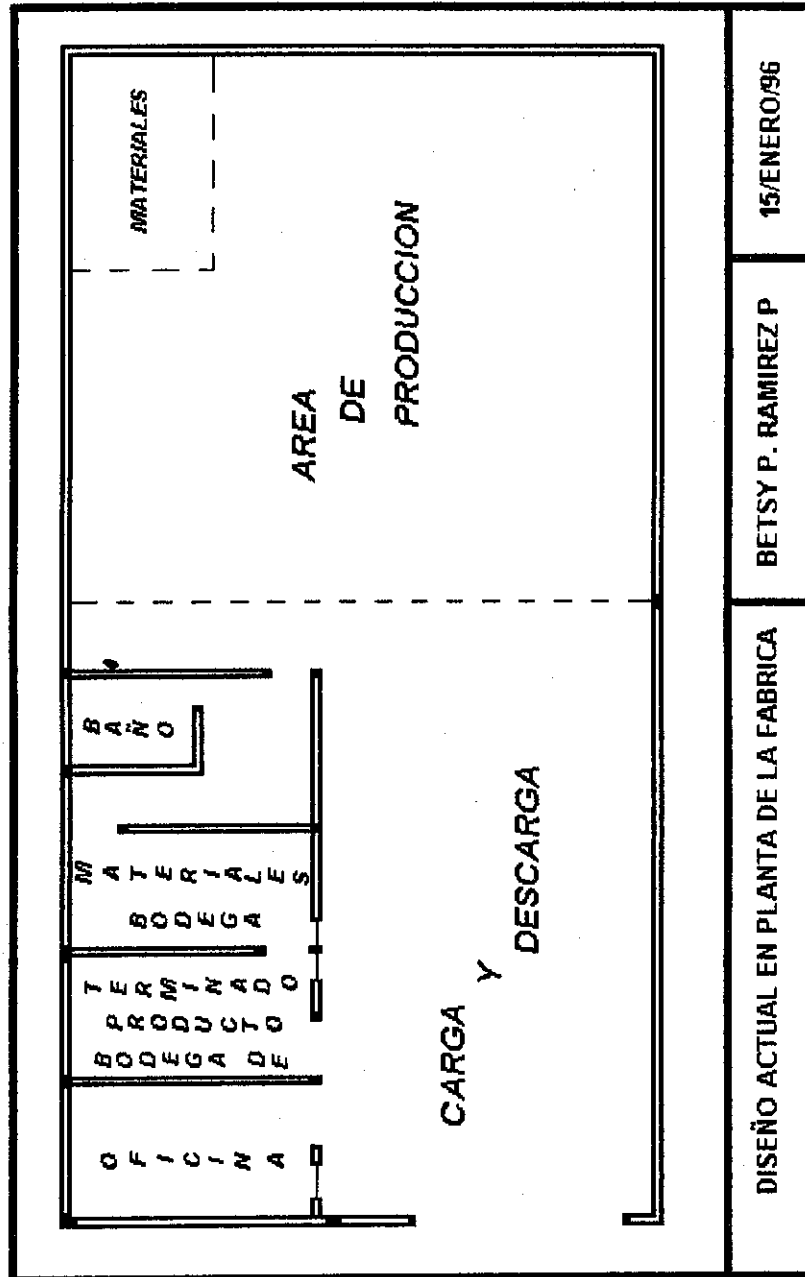 OFICINA
BODEGA DE
PRODUCTO
TERMINADO
BODEGA
MATERIALES
BAÑO
CARGA
Y
DESCARGA
AREA
DE
PRODUCCION
MATERIALES
DISEÑO ACTUAL EN PLANTA DE LA FABRICA
BETSY P. RAMIREZ P
15/ENERO/96